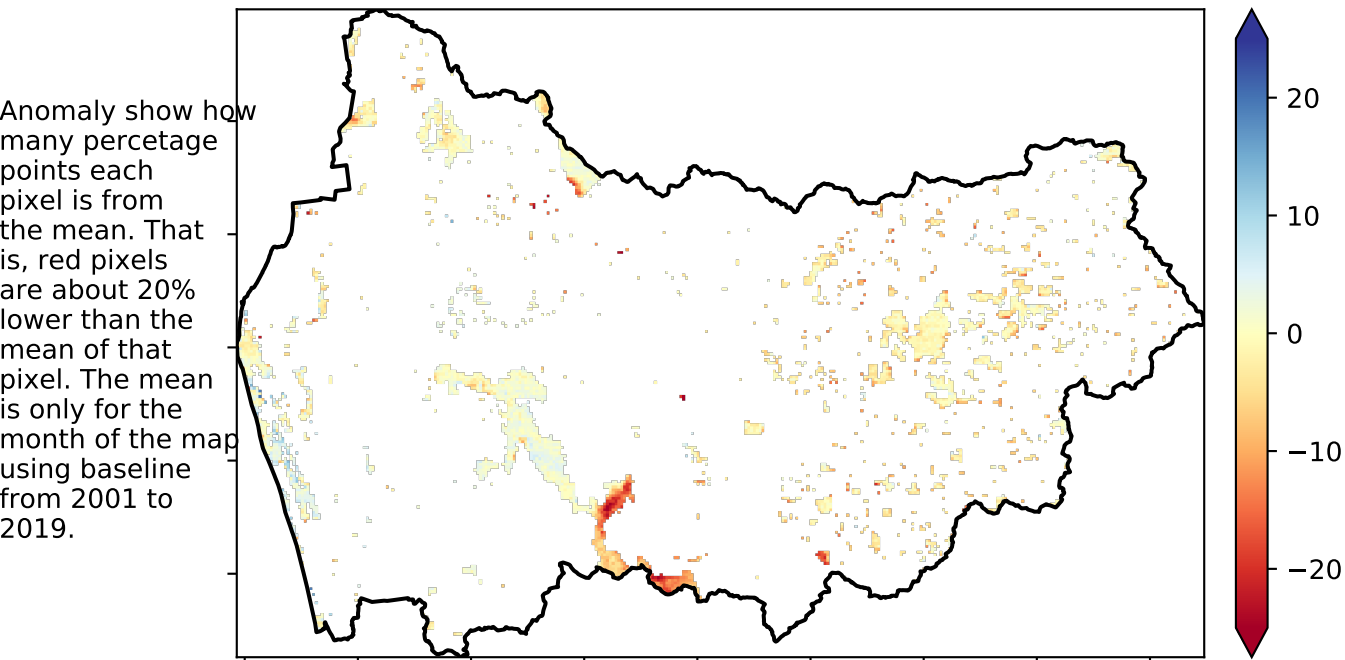 Anomaly show how
many percetage
points each
pixel is from
the mean. That
is, red pixels
are about 20%
lower than the
mean of that
pixel. The mean
is only for the
month of the map
using baseline
from 2001 to
2019.
20
10
0
−10
−20